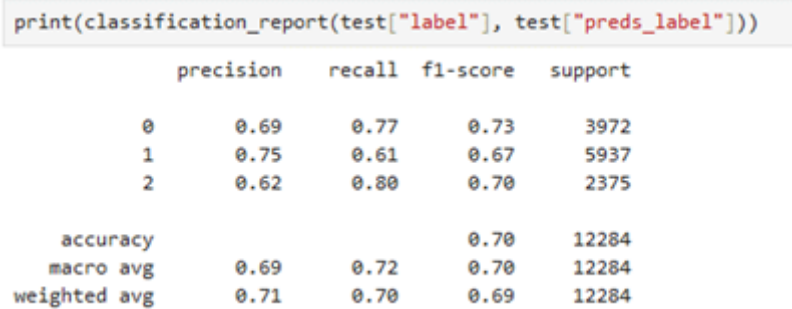 print(classification_report(test["label"], test["preds_label"]))
precision recall f1-score support
0 0.69 0.77 0.73 3972
1 0.75 0.61 0.67 5937
2 0.62 0.80 0.70 2375
accuracy 0.70 12284
macro avg 0.69 0.72 0.70 12284
weighted avg 0.71 0.70 0.69 12284